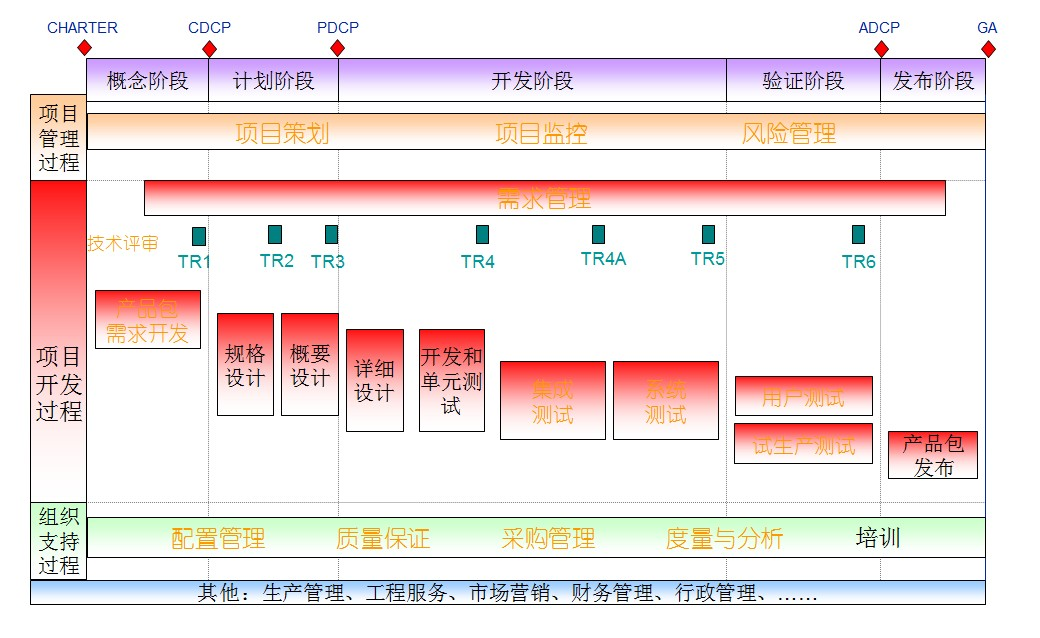 CHARTER CDCP PDCP ADCP GA
概念阶段 计划阶段 开发阶段 验证阶段 发布阶段
项目
管理
过程
项目策划 项目监控 风险管理
需求管理
技术评审
TR1 TR2 TR3 TR4 TR4A TR5 TR6
项目
开发
过程
产品包
需求开发
规格
设计
概要
设计
详细
设计
开发和
单元测
试
集成
测试
系统
测试
用户测试
试生产测试
产品包
发布
组织
支持
过程
配置管理 质量保证 采购管理 度量与分析 培训
其他：生产管理、工程服务、市场营销、财务管理、行政管理、……